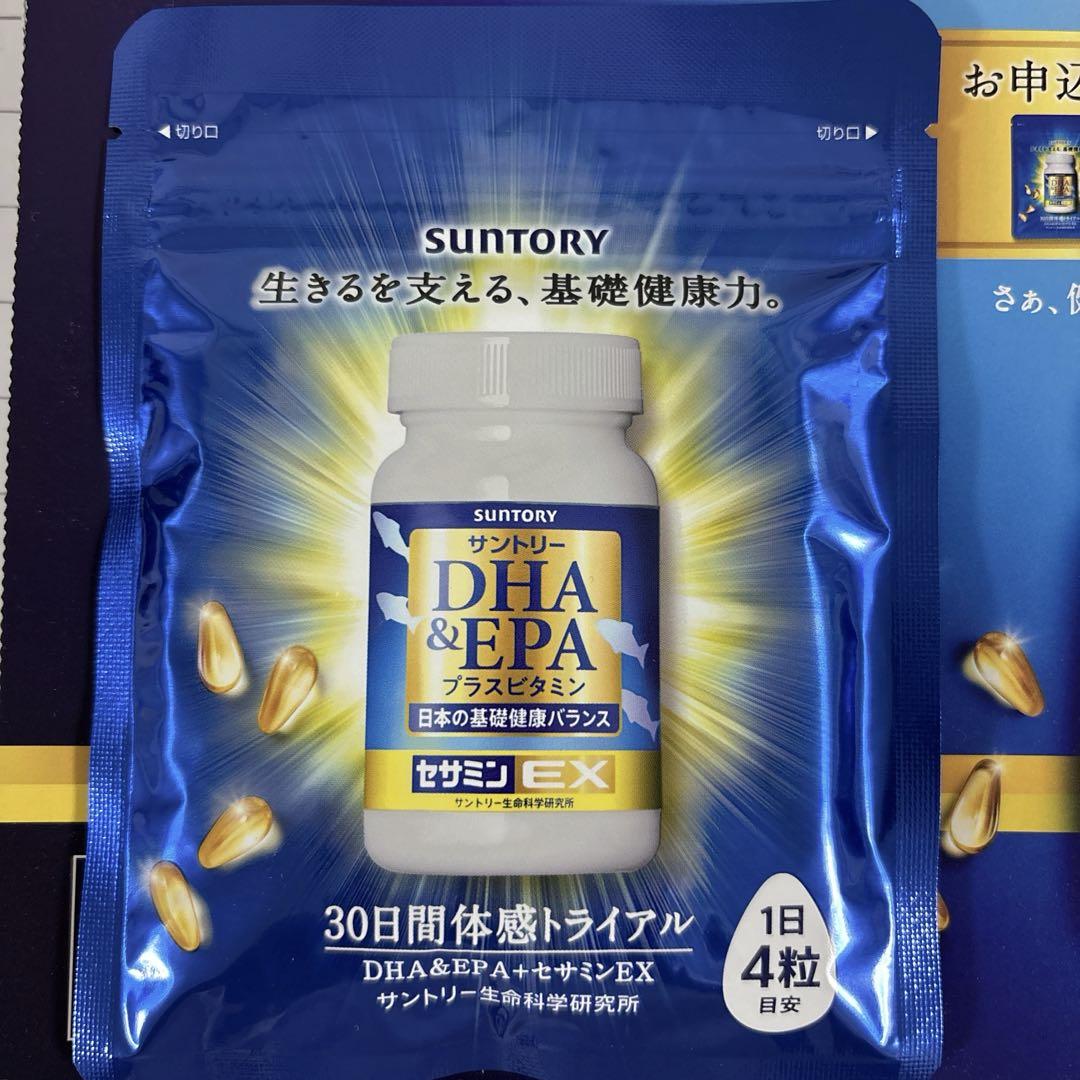 ◀切り口
切り口▶
SUNTORY
生きるを支える、基礎健康力。
SUNTORY
サントリー
DHA
&EPA
プラスビタミン
日本の基礎健康バランス
セサミンEX
サントリー生命科学研究所
30日間体感トライアル
DHA&EPA+セサミンEX
サントリー生命科学研究所
1日
4粒
目安
お申込
さぁ、